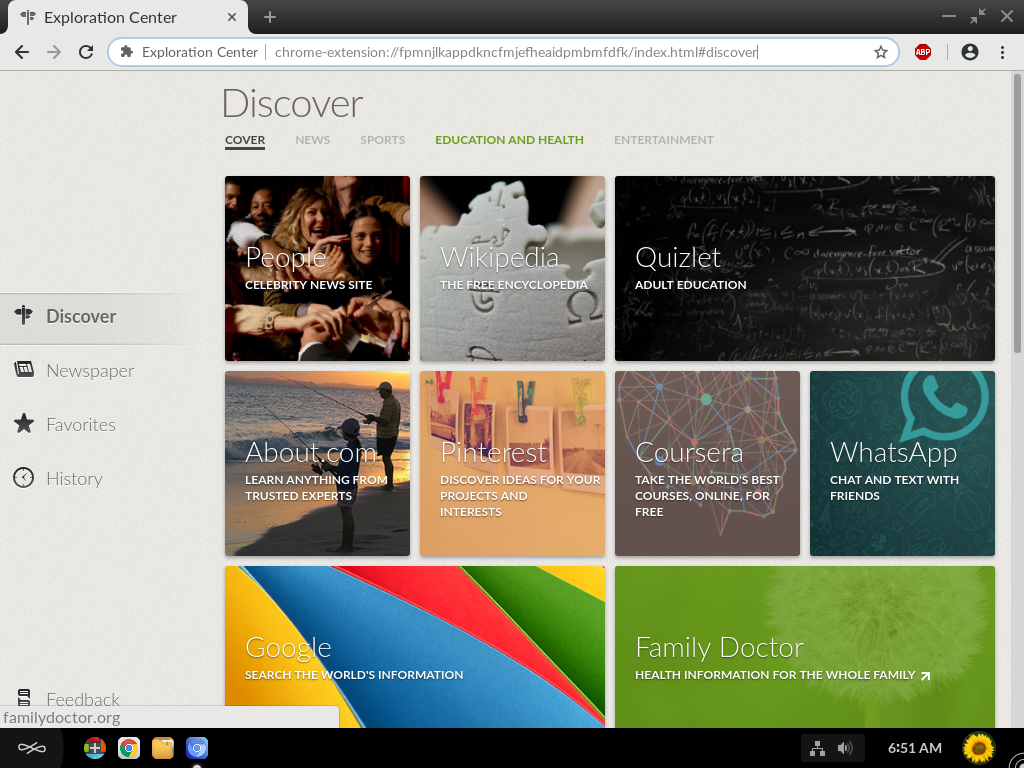 Exploration Center
Exploration Center
chrome-extension://fpmnjlkappdkncfmjefheaidpmbmfdfk/index.html#discover
ABP
Discover
COVER
NEWS
SPORTS
EDUCATION AND HEALTH
ENTERTAINMENT
People
CELEBRITY NEWS SITE
Wikipedia
THE FREE ENCYCLOPEDIA
Quizlet
ADULT EDUCATION
Discover
Newspaper
Favorites
History
About.com
LEARN ANYTHING FROM
TRUSTED EXPERTS
Pinterest
DISCOVER IDEAS FOR YOUR
PROJECTS AND
INTERESTS
Coursera
TAKE THE WORLD'S BEST
COURSES, ONLINE, FOR
FREE
WhatsApp
CHAT AND TEXT WITH
FRIENDS
Google
SEARCH THE WORLD'S INFORMATION
Family Doctor
HEALTH INFORMATION FOR THE WHOLE FAMILY
Feedback
familydoctor.org
6:51 AM